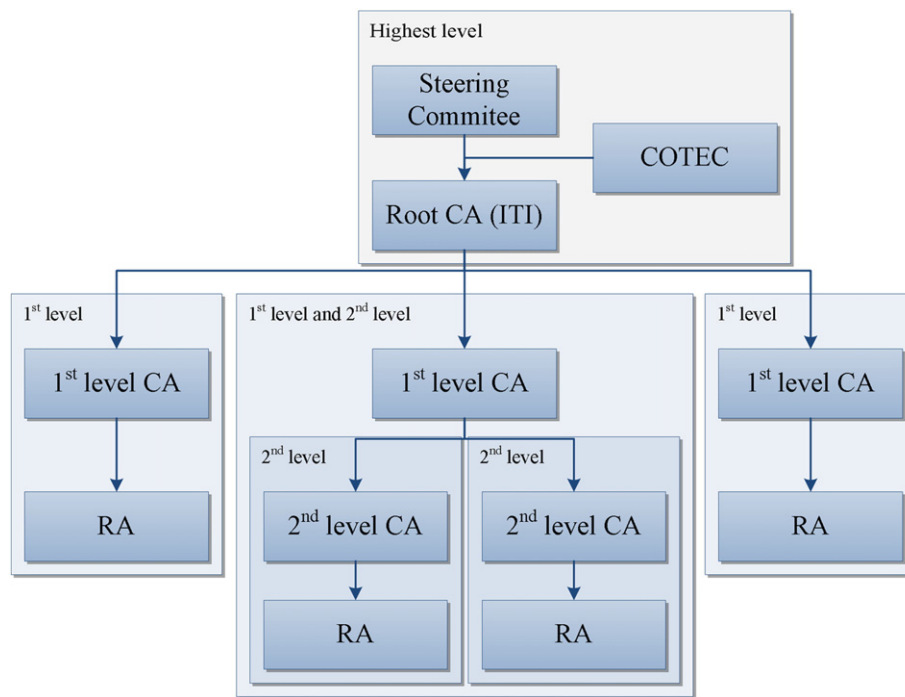 Highest level
Steering
Commitee
COTEC
Root CA (ITI)
1st level
1st level and 2nd level
1st level
1st level CA
1st level CA
1st level CA
2nd level
2nd level
RA
2nd level CA
2nd level CA
RA
RA
RA